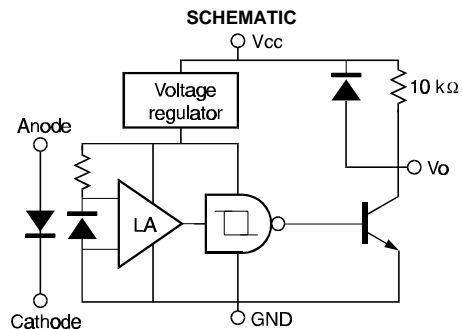 SCHEMATIC
Vcc
Voltage
regulator
10 kΩ
Anode
Vo
LA
Cathode
GND